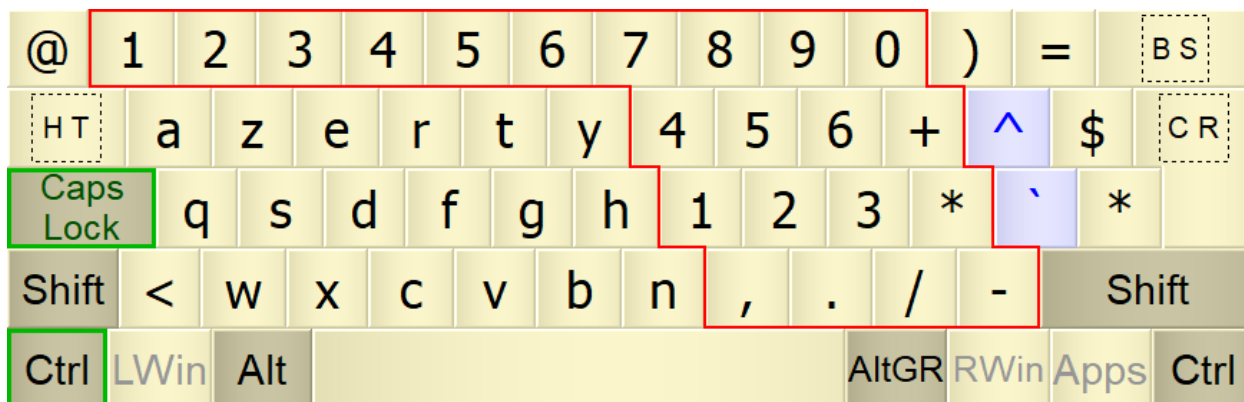 @ 1 2 3 4 5 6 7 8 9 0 ) = BS
HT a z e r t y 4 5 6 + ^ $ CR
Caps Lock q s d f g h 1 2 3 * ` *
Shift < w x c v b n , . / - Shift
Ctrl LWin Alt AltGR RWin Apps Ctrl